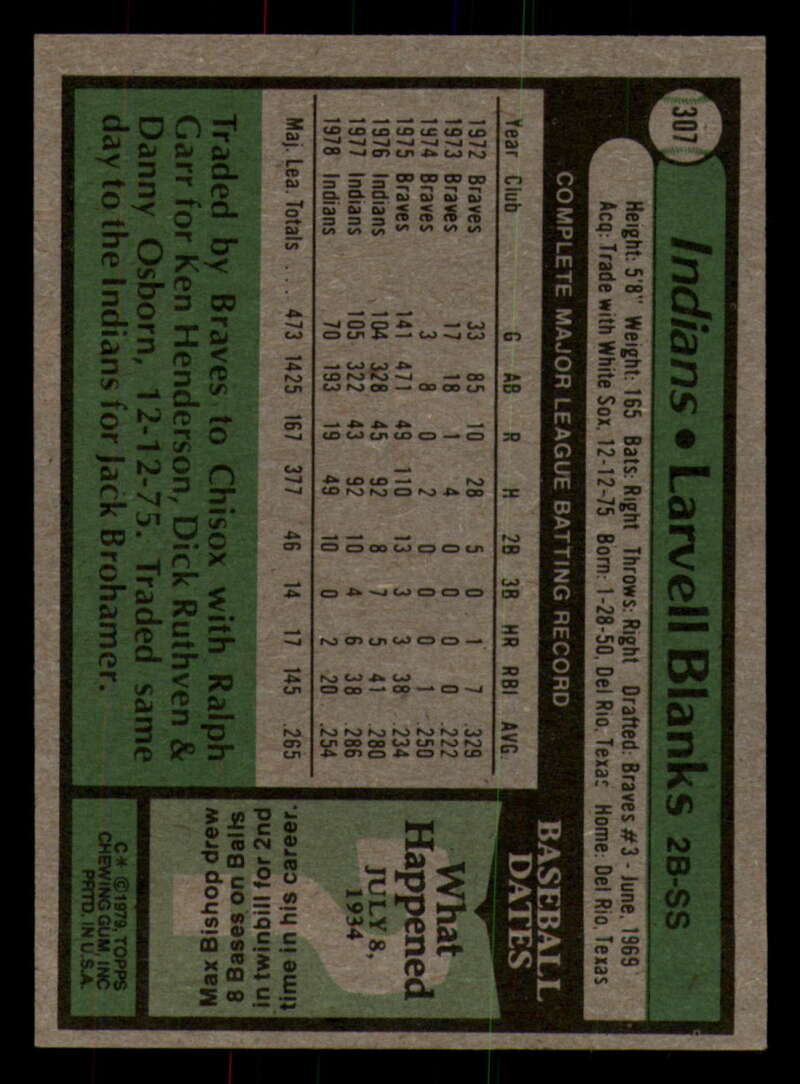 307
Indians • Larvell Blanks 2B-SS
Height: 5'8" Weight: 165 Bats: Right Throws: Right Drafted: Braves #3 - June, 1969
Acq: Trade with White Sox, 12-12-75 Born: 1-28-50, Del Rio, Texas Home: Del Rio, Texas
COMPLETE MAJOR LEAGUE BATTING RECORD
Year Club G AB R H 2B 3B HR RBI AVG.
1972 Braves 33 85 10 28 5 0 1 7 .329
1973 Braves 17 18 1 4 0 0 0 0 .222
1974 Braves 3 8 0 2 0 0 0 1 .250
1975 Braves 141 471 49 110 13 3 3 38 .234
1976 Indians 104 328 45 92 8 7 5 41 .280
1977 Indians 105 322 43 92 10 4 6 38 .286
1978 Indians 70 193 19 49 10 0 2 20 .254
Maj. Lea. Totals .... 473 1425 167 377 46 14 17 145 .265
Traded by Braves to Chisox with Ralph
Garr for Ken Henderson, Dick Ruthven &
Danny Osborn, 12-12-75. Traded same
day to the Indians for Jack Brohamer.
BASEBALL
DATES
What
Happened
JULY 8,
1934
Max Bishop drew
8 Bases on Balls
in twinbill for 2nd
time in his career.
C* ©1979, TOPPS
CHEWING GUM, INC
PRTD. IN U.S.A.